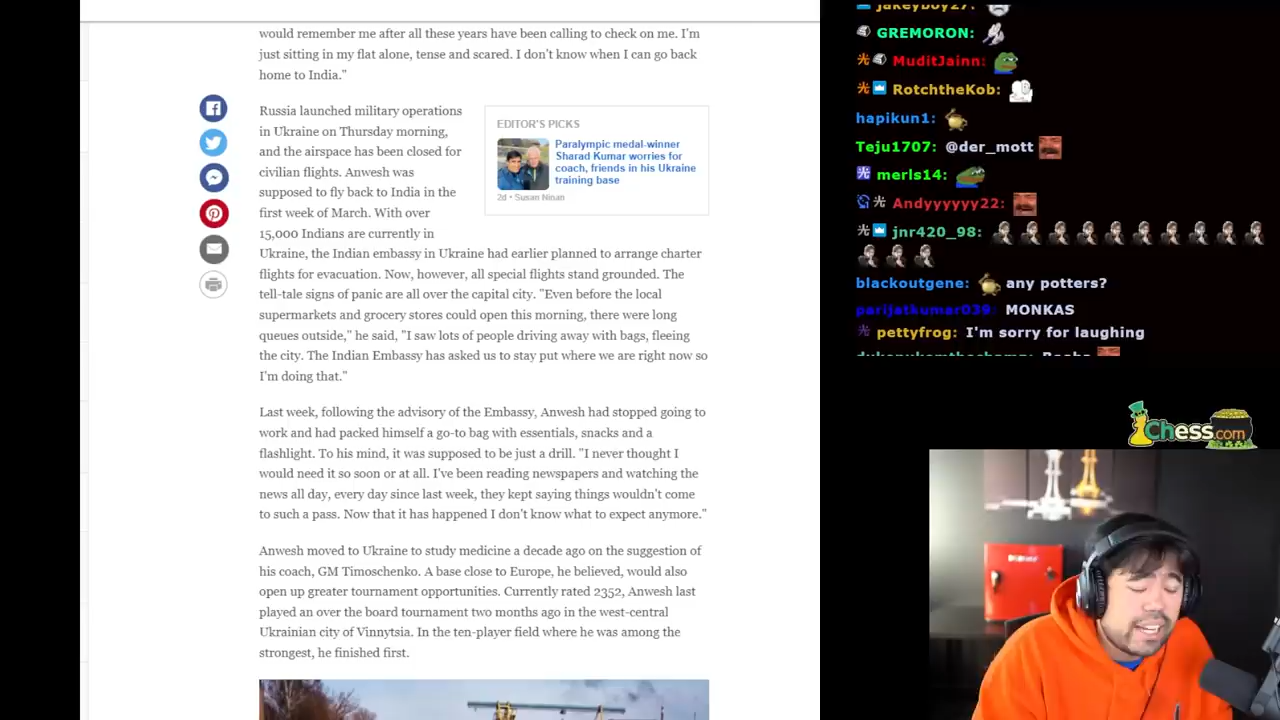 would remember me after all these years have been calling to check on me. I'm
just sitting in my flat alone, tense and scared. I don't know when I can go back
home to India."
Russia launched military operations
in Ukraine on Thursday morning,
and the airspace has been closed for
civilian flights. Anwesh was
supposed to fly back to India in the
first week of March. With over
15,000 Indians are currently in
Ukraine, the Indian embassy in Ukraine had earlier planned to arrange charter
flights for evacuation. Now, however, all special flights stand grounded. The
tell-tale signs of panic are all over the capital city. "Even before the local
supermarkets and grocery stores could open this morning, there were long
queues outside," he said, "I saw lots of people driving away with bags, fleeing
the city. The Indian Embassy has asked us to stay put where we are right now so
I'm doing that."
EDITOR'S PICKS
Paralympic medal-winner
Sharad Kumar worries for
coach, friends in his Ukraine
training base
2d • Susan Ninan
Last week, following the advisory of the Embassy, Anwesh had stopped going to
work and had packed himself a go-to bag with essentials, snacks and a
flashlight. To his mind, it was supposed to be just a drill. "I never thought I
would need it so soon or at all. I've been reading newspapers and watching the
news all day, every day since last week, they kept saying things wouldn't come
to such a pass. Now that it has happened I don't know what to expect anymore."
Anwesh moved to Ukraine to study medicine a decade ago on the suggestion of
his coach, GM Timoschenko. A base close to Europe, he believed, would also
open up greater tournament opportunities. Currently rated 2352, Anwesh last
played an over the board tournament two months ago in the west-central
Ukrainian city of Vinnytsia. In the ten-player field where he was among the
strongest, he finished first.
jakeyboy27:
GREMORON:
MuditJainn:
RotchtheKob:
hapikun1:
Teju1707: @der_mott
merls14:
Andyyyyyy22:
jnr420_98:
blackoutgene: any potters?
parijatkumar039: MONKAS
pettyfrog: I'm sorry for laughing
Chess.com